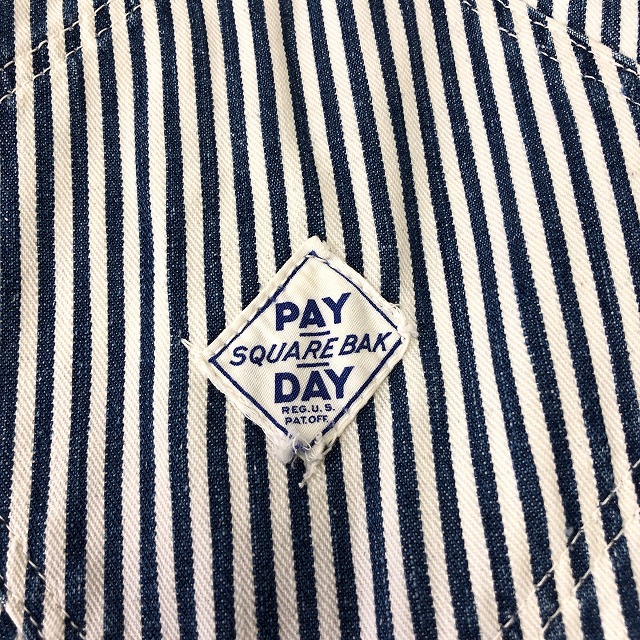 PAY
SQUARE BAK
DAY
REG. U. S.
PAT. OFF.